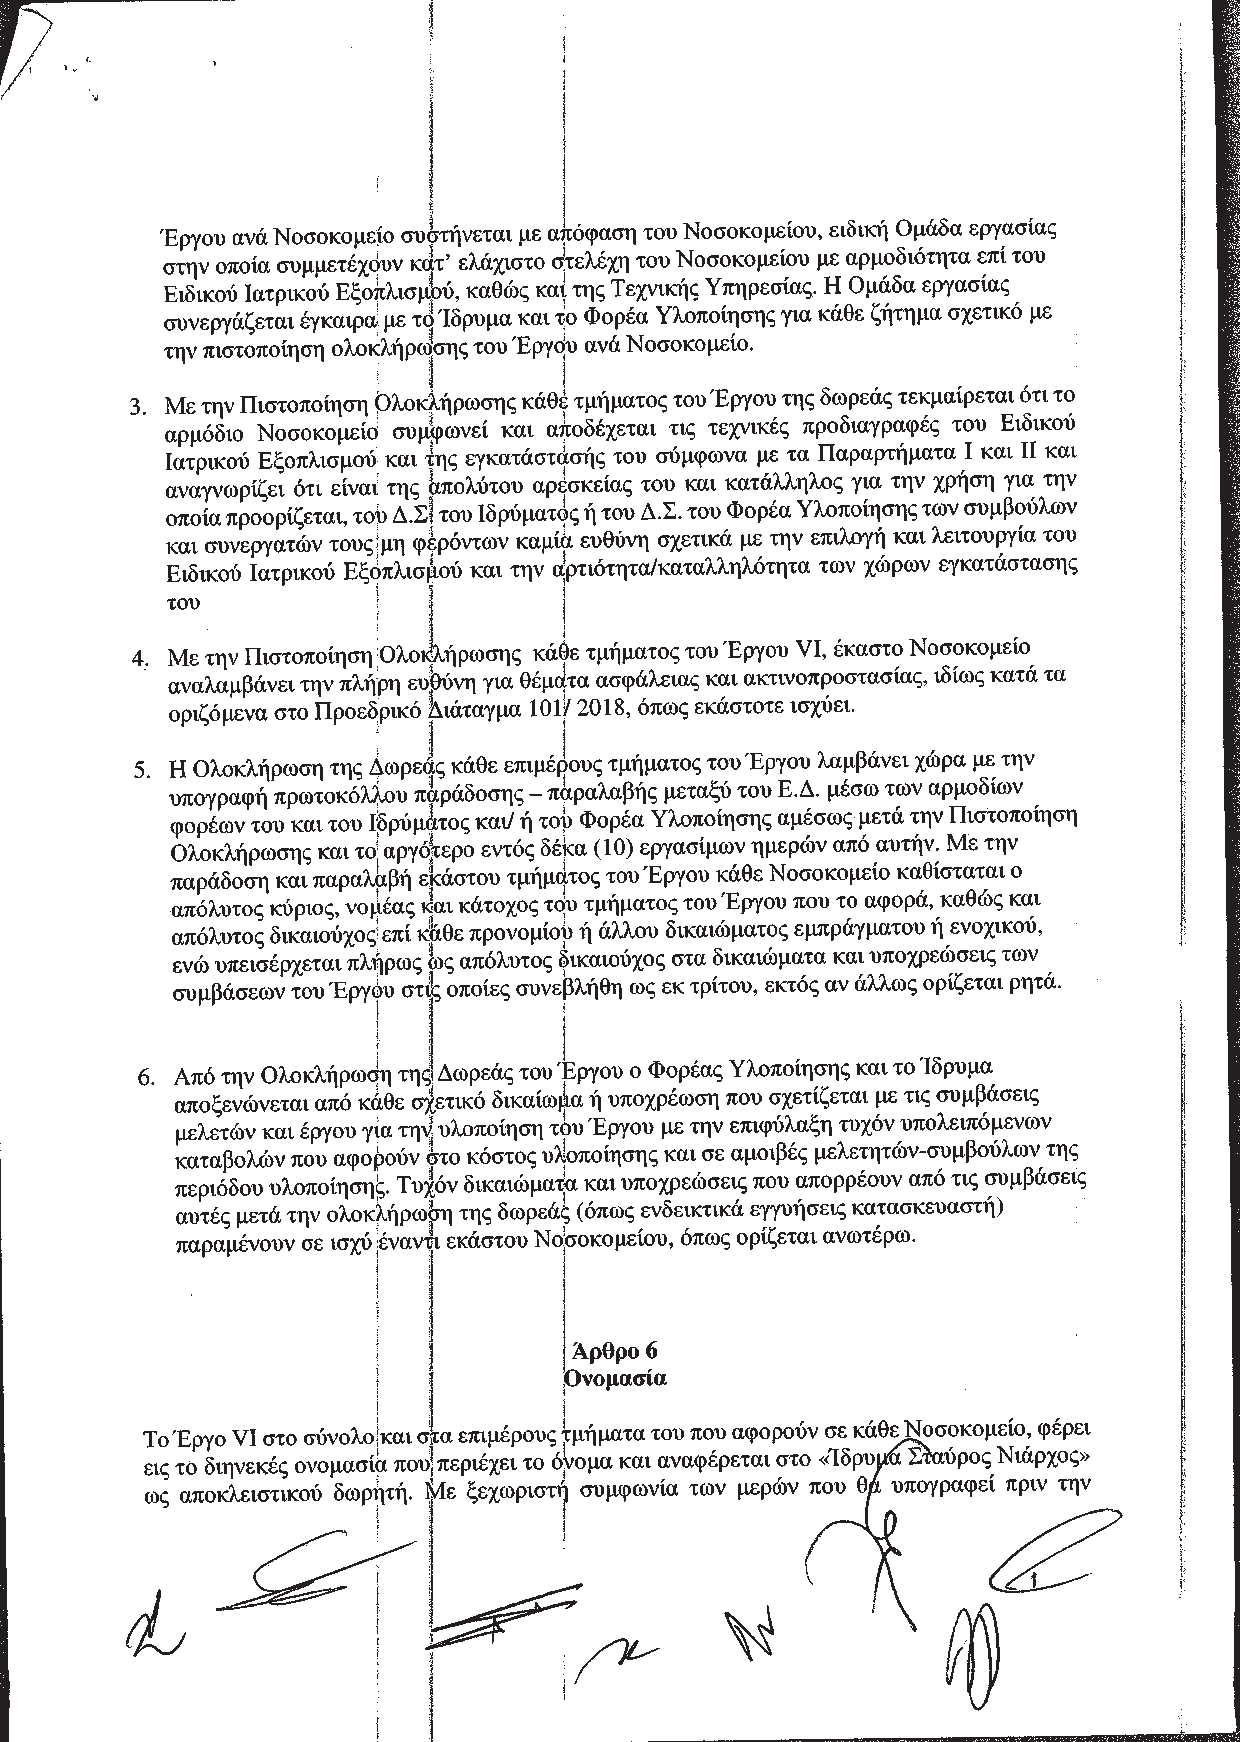 Έργου ανά Νοσοκομείο συστήνεται με απόφαση του Νοσοκομείου, ειδική Ομάδα εργασίας
στην οποία συμμετέχουν κατ’ ελάχιστο στελέχη του Νοσοκομείου με αρμοδιότητα επί του
Ειδικού Ιατρικού Εξοπλισμού, καθώς και της Τεχνικής Υπηρεσίας. Η Ομάδα εργασίας
συνεργάζεται έγκαιρα με το Ίδρυμα και το Φορέα Υλοποίησης για κάθε ζήτημα σχετικό με
την πιστοποίηση ολοκλήρωσης του Έργου ανά Νοσοκομείο.
3. Με την Πιστοποίηση Ολοκλήρωσης κάθε τμήματος του Έργου της δωρεάς τεκμαίρεται ότι το
αρμόδιο Νοσοκομείο συμφωνεί και αποδέχεται τις τεχνικές προδιαγραφές του Ειδικού
Ιατρικού Εξοπλισμού και της εγκατάστασής του σύμφωνα με τα Παραρτήματα Ι και ΙΙ και
αναγνωρίζει ότι είναι της απολύτου αρεσκείας του και κατάλληλος για την χρήση για την
οποία προορίζεται, του Δ.Σ. του Ιδρύματος ή του Δ.Σ. του Φορέα Υλοποίησης των συμβούλων
και συνεργατών τους μη φερόντων καμία ευθύνη σχετικά με την επιλογή και λειτουργία του
Ειδικού Ιατρικού Εξοπλισμού και την αρτιότητα/καταλληλότητα των χώρων εγκατάστασης
του
4. Με την Πιστοποίηση Ολοκλήρωσης κάθε τμήματος του Έργου VI, έκαστο Νοσοκομείο
αναλαμβάνει την πλήρη ευθύνη για θέματα ασφάλειας και ακτινοπροστασίας, ιδίως κατά τα
οριζόμενα στο Προεδρικό Διάταγμα 101/ 2018, όπως εκάστοτε ισχύει.
5. Η Ολοκλήρωση της Δωρεάς κάθε επιμέρους τμήματος του Έργου λαμβάνει χώρα με την
υπογραφή πρωτοκόλλου παράδοσης – παραλαβής μεταξύ του Ε.Δ. μέσω των αρμοδίων
φορέων του και του Ιδρύματος και/ ή του Φορέα Υλοποίησης αμέσως μετά την Πιστοποίηση
Ολοκλήρωσης και το αργότερο εντός δέκα (10) εργασίμων ημερών από αυτήν. Με την
παράδοση και παραλαβή εκάστου τμήματος του Έργου κάθε Νοσοκομείο καθίσταται ο
απόλυτος κύριος, νομέας και κάτοχος του τμήματος του Έργου που το αφορά, καθώς και
απόλυτος δικαιούχος επί κάθε προνομίου ή άλλου δικαιώματος εμπράγματου ή ενοχικού,
ενώ υπεισέρχεται πλήρως ως απόλυτος δικαιούχος στα δικαιώματα και υποχρεώσεις των
συμβάσεων του Έργου στις οποίες συνεβλήθη ως εκ τρίτου, εκτός αν άλλως ορίζεται ρητά.
6. Από την Ολοκλήρωση της Δωρεάς του Έργου ο Φορέας Υλοποίησης και το Ίδρυμα
αποξενώνεται από κάθε σχετικό δικαίωμα ή υποχρέωση που σχετίζεται με τις συμβάσεις
μελετών και έργου για την υλοποίηση του Έργου με την επιφύλαξη τυχόν υπολειπόμενων
καταβολών που αφορούν στο κόστος υλοποίησης και σε αμοιβές μελετητών-συμβούλων της
περιόδου υλοποίησης. Τυχόν δικαιώματα και υποχρεώσεις που απορρέουν από τις συμβάσεις
αυτές μετά την ολοκλήρωση της δωρεάς (όπως ενδεικτικά εγγυήσεις κατασκευαστή)
παραμένουν σε ισχύ έναντι εκάστου Νοσοκομείου, όπως ορίζεται ανωτέρω.
Άρθρο 6
Ονομασία
Το Έργο VI στο σύνολο και στα επιμέρους τμήματα του που αφορούν σε κάθε Νοσοκομείο, φέρει
εις το διηνεκές ονομασία που περιέχει το όνομα και αναφέρεται στο «Ίδρυμα Σταύρος Νιάρχος»
ως αποκλειστικού δωρητή. Με ξεχωριστή συμφωνία των μερών που θα υπογραφεί πριν την